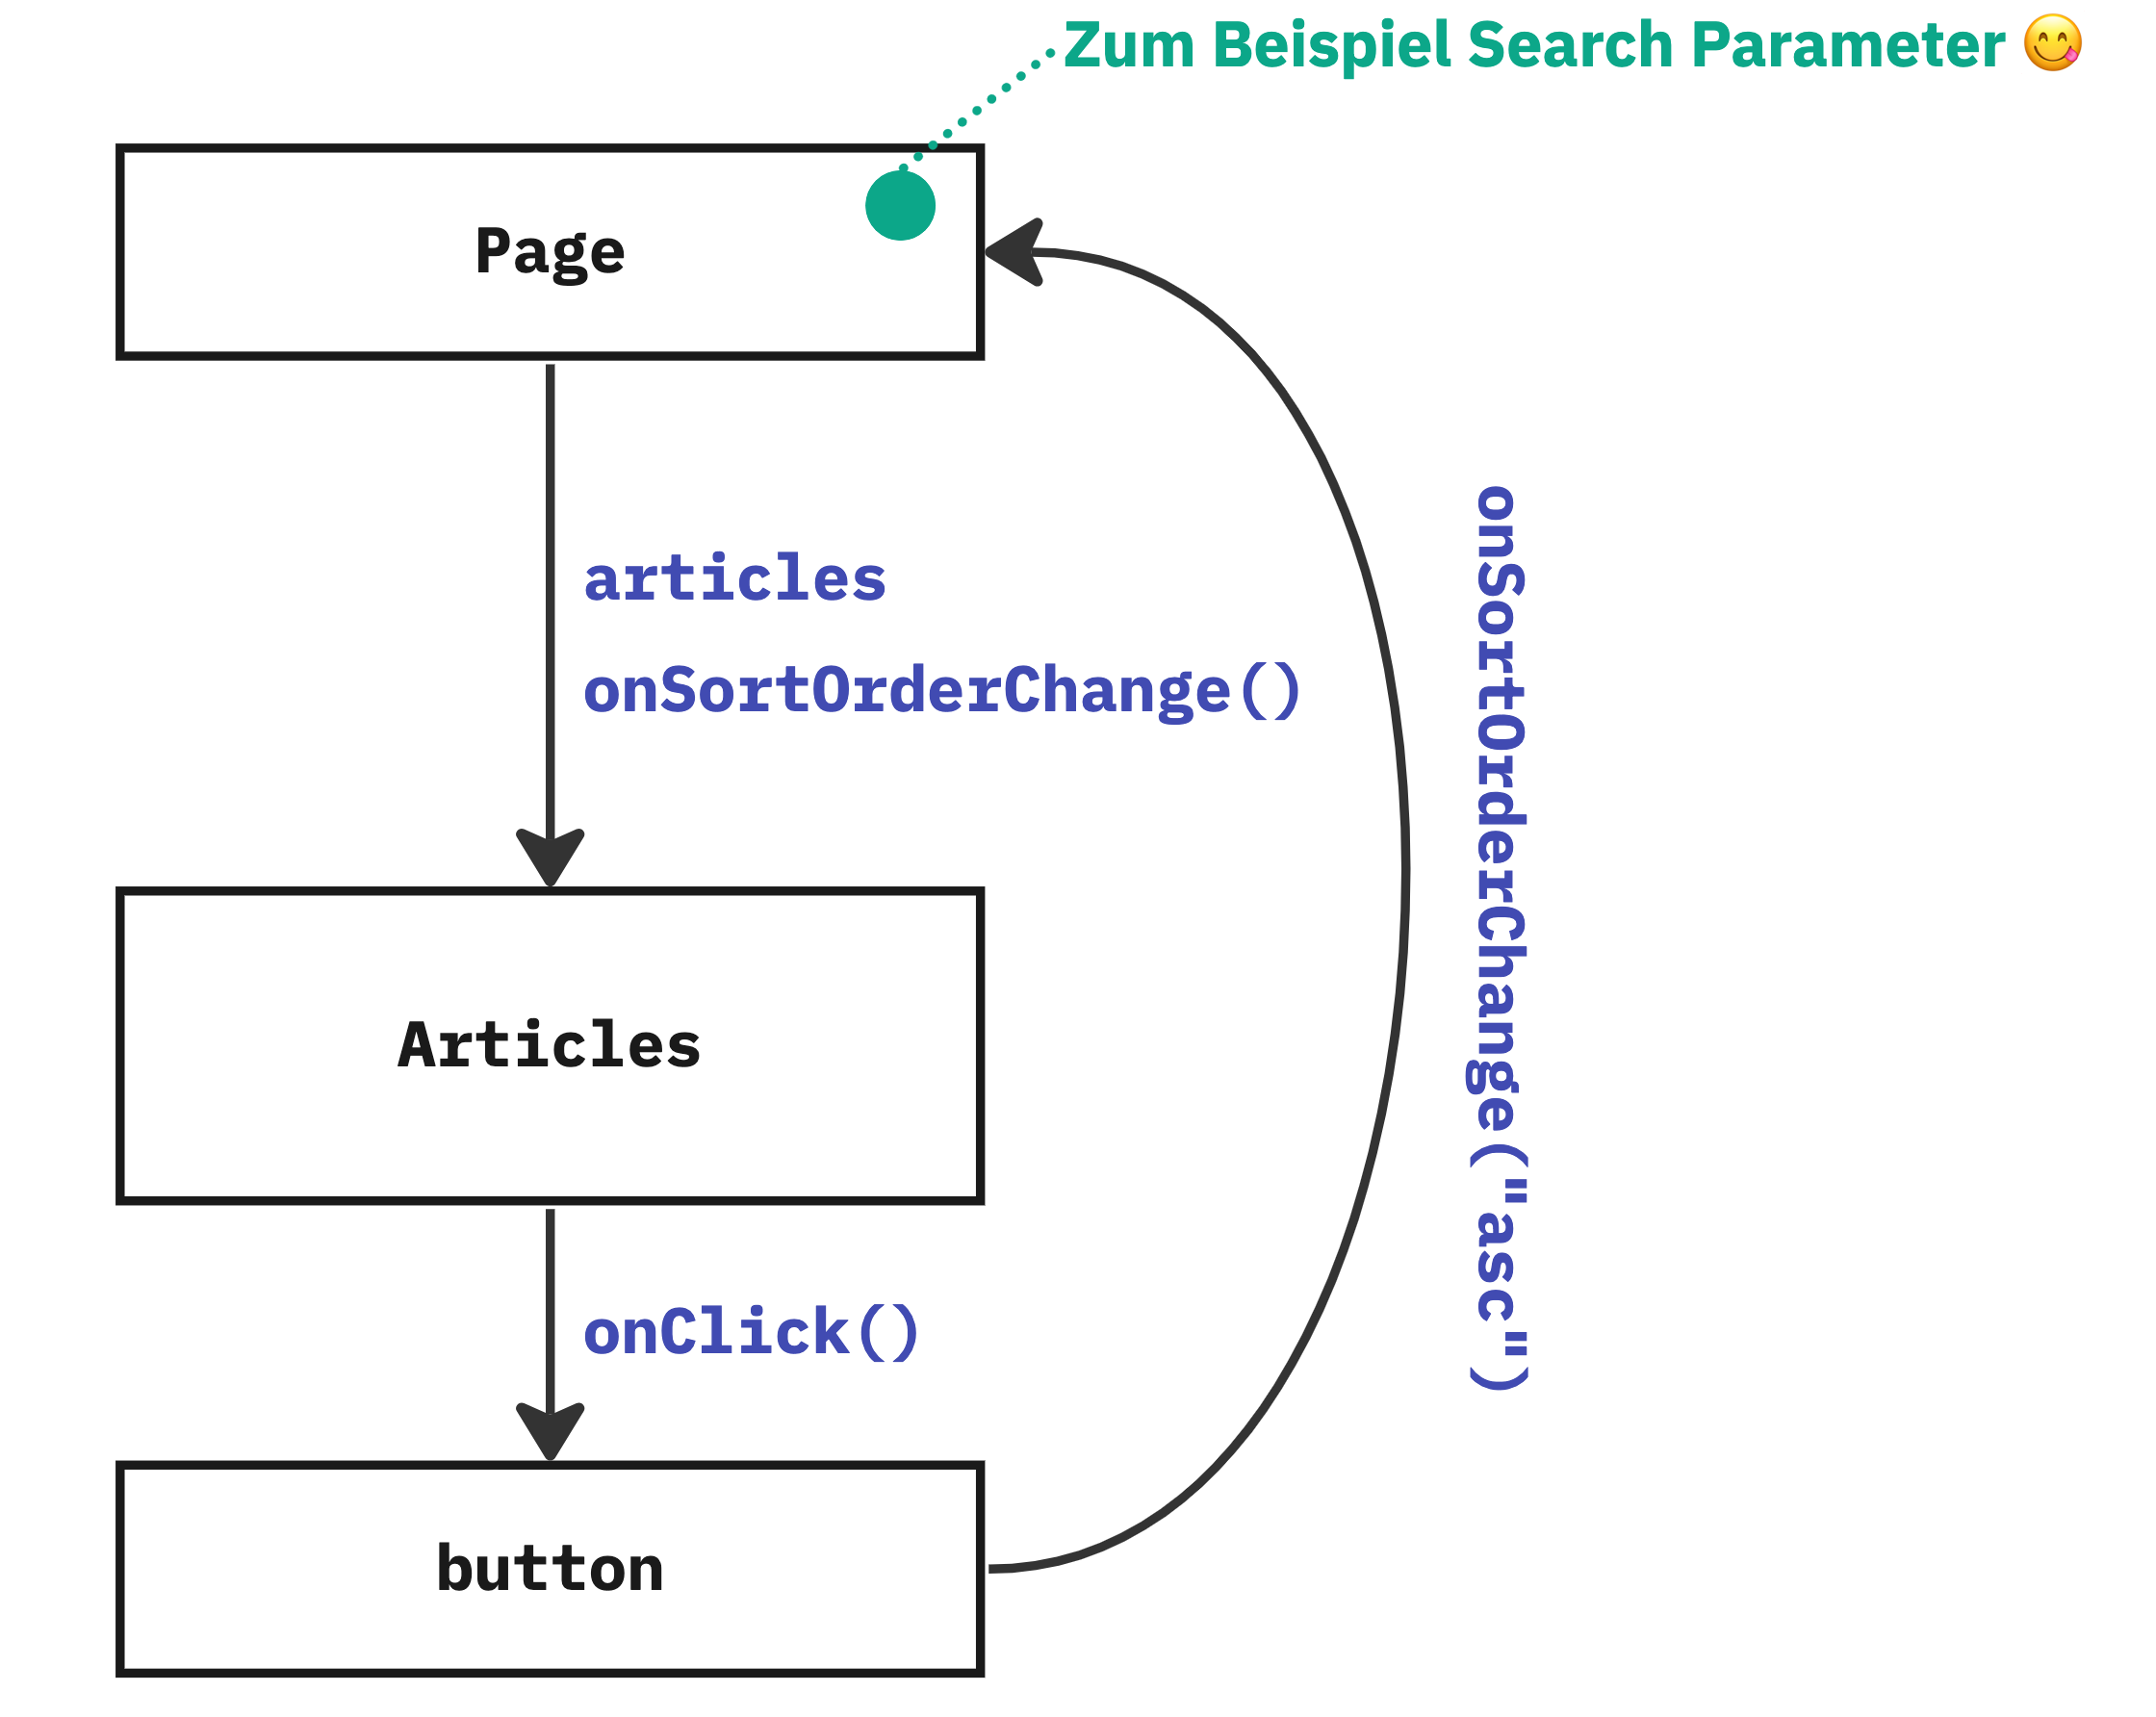 Zum Beispiel Search Parameter 😋
Page
articles
onSortOrderChange()
onSortOrderChange("asc")
Articles
onClick()
button